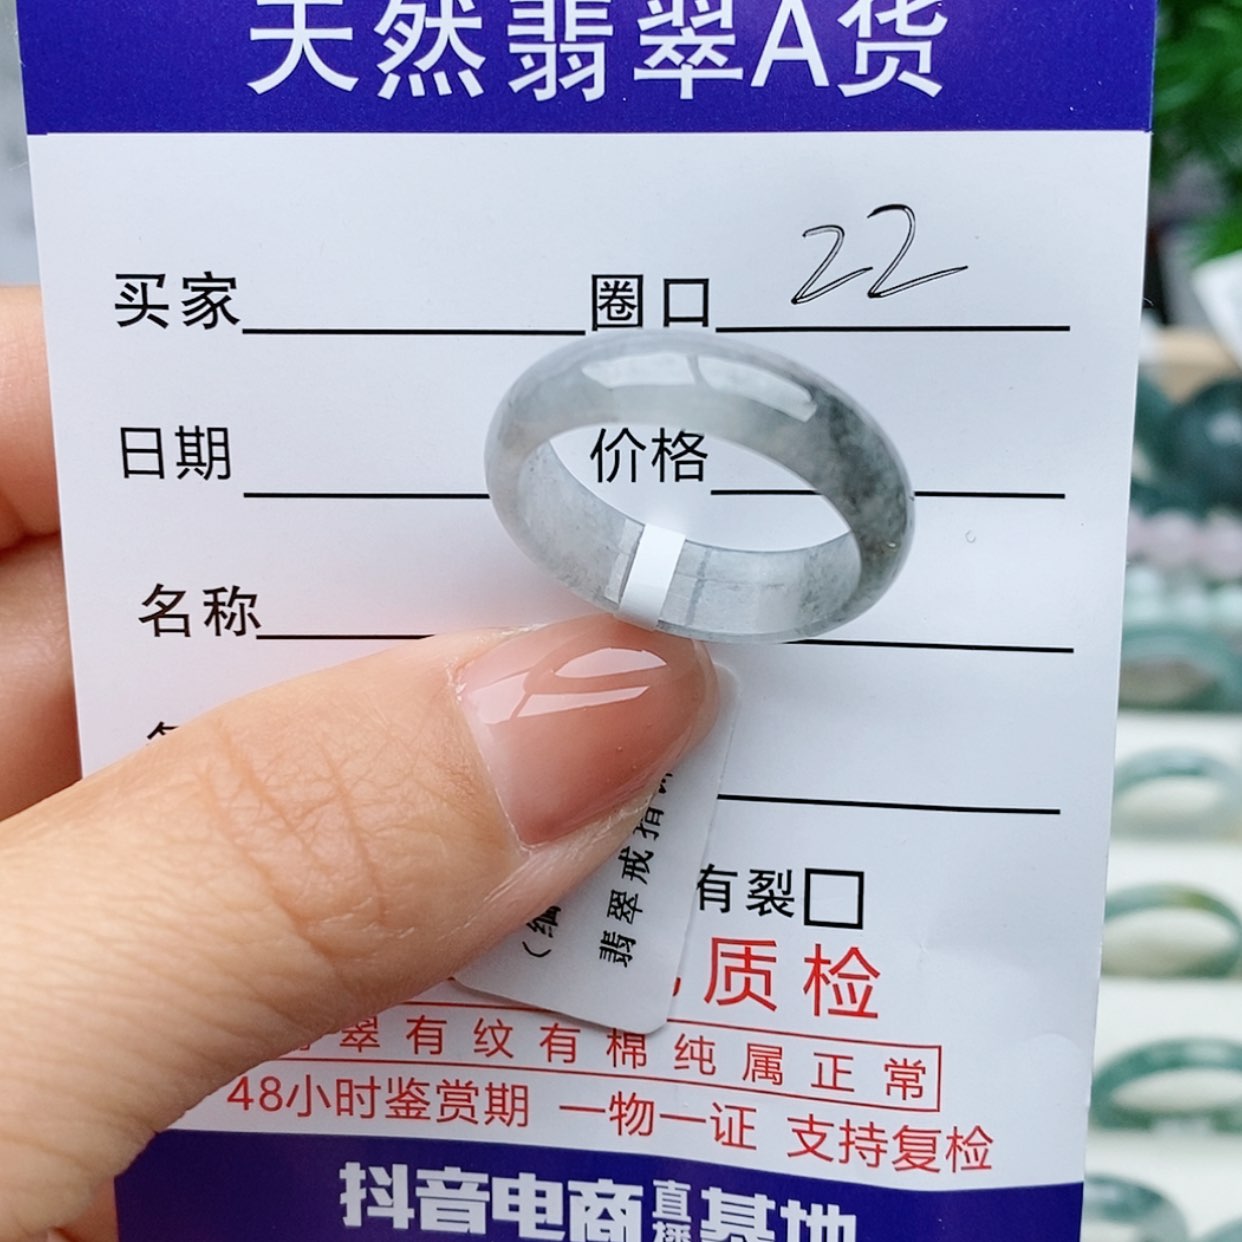 天然翡翠A货
买家 圈口 22
日期 价格
名称
有裂
质检
翠有纹有棉纯属正常
48小时鉴赏期 一物一证 支持复检
抖音电商直播基地
翡翠戒指